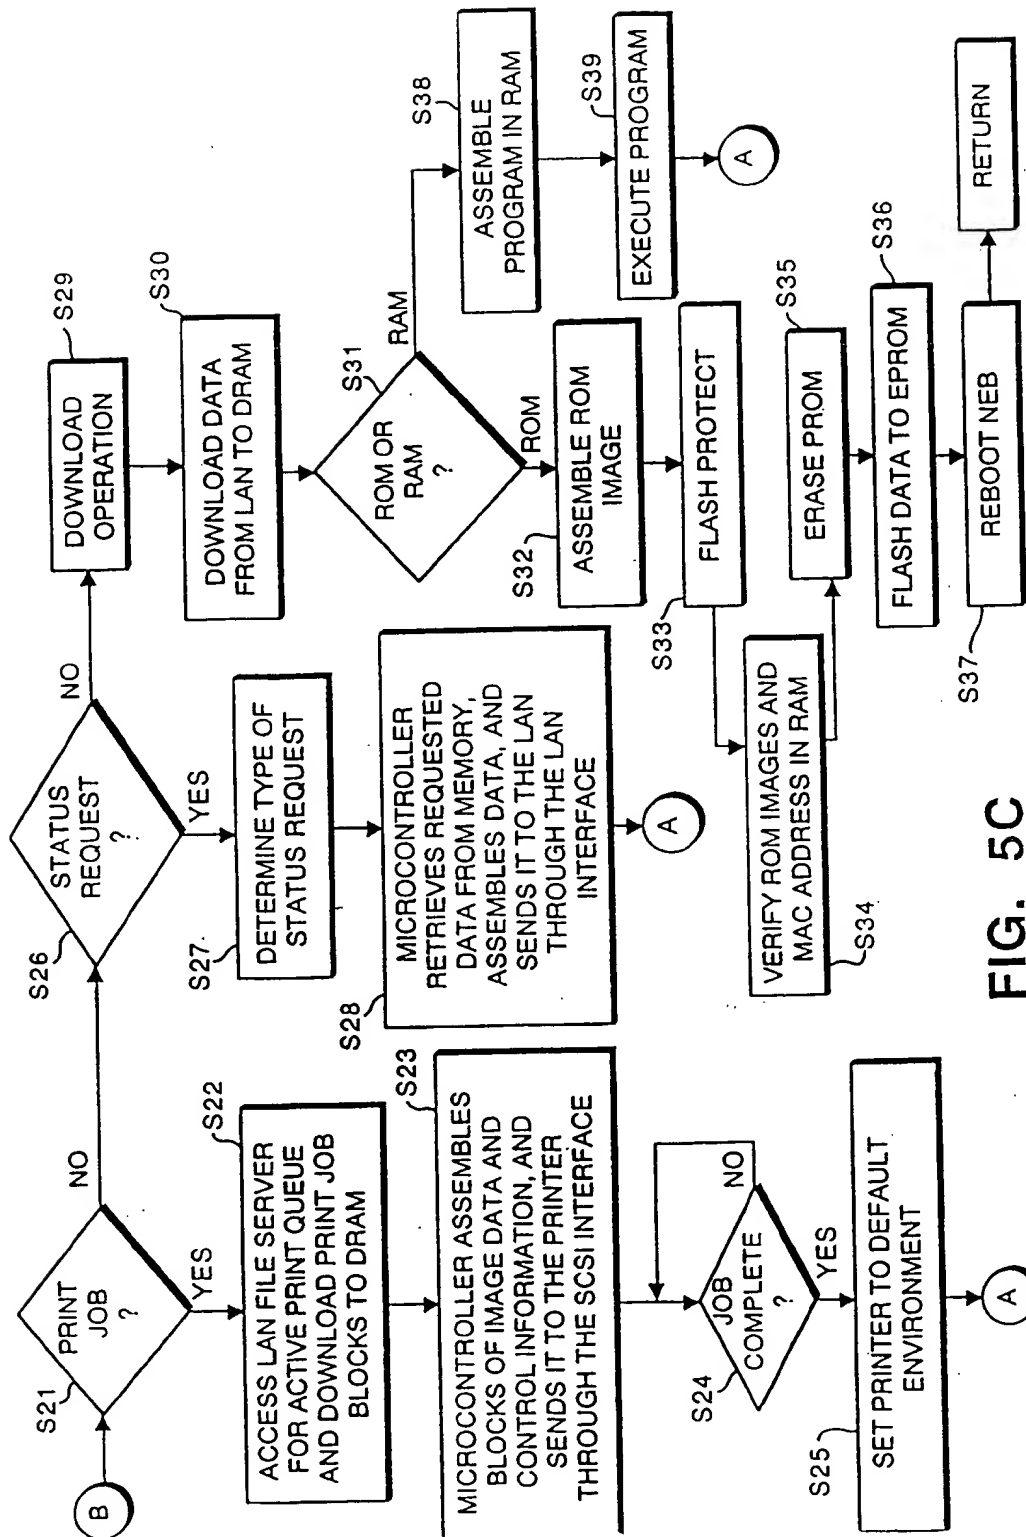 B
S21
PRINT
JOB
?
NO
YES
S22
ACCESS LAN FILE SERVER
FOR ACTIVE PRINT QUEUE
AND DOWNLOAD PRINT JOB
BLOCKS TO DRAM
S23
MICROCONTROLLER ASSEMBLES
BLOCKS OF IMAGE DATA AND
CONTROL INFORMATION, AND
SENDS IT TO THE PRINTER
THROUGH THE SCSI INTERFACE
S24
JOB
COMPLETE
?
NO
YES
S25
SET PRINTER TO DEFAULT
ENVIRONMENT
A
S26
STATUS
REQUEST
?
NO
YES
S27
DETERMINE TYPE OF
STATUS REQUEST
S28
MICROCONTROLLER
RETRIEVES REQUESTED
DATA FROM MEMORY,
ASSEMBLES DATA, AND
SENDS IT TO THE LAN
THROUGH THE LAN
INTERFACE
A
S29
DOWNLOAD
OPERATION
S30
DOWNLOAD DATA
FROM LAN TO DRAM
S31
ROM OR
RAM
?
RAM
ROM
S32
ASSEMBLE ROM
IMAGE
S33
FLASH PROTECT
VERIFY ROM IMAGES AND
MAC ADDRESS IN RAM
S34
S35
ERASE PROM
S36
FLASH DATA TO EPROM
S37
REBOOT NEB
RETURN
S38
ASSEMBLE
PROGRAM IN RAM
S39
EXECUTE PROGRAM
A
FIG. 5C